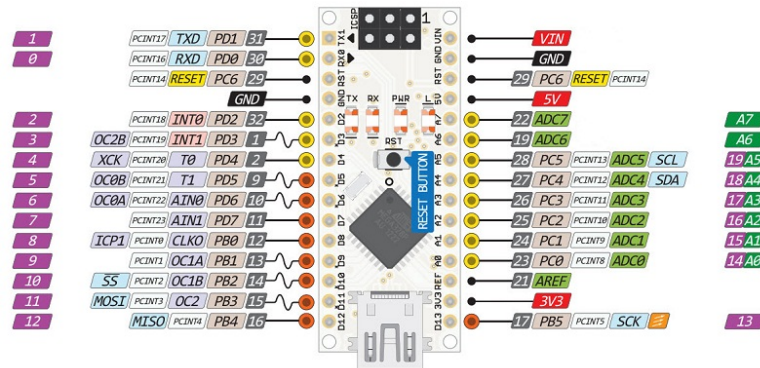 ICSP 1
1 PCINT17 TXD PD1 31 TX1 VIN VIN
0 PCINT16 RXD PD0 30 RX0 GND GND
PCINT14 RESET PC6 29 RST RST 29 PC6 RESET PCINT14
GND GND 5V 5V
TX RX PWR L
2 PCINT18 INT0 PD2 32 D2 A7 22 ADC7 A7
3 OC2B PCINT19 INT1 PD3 1 D3 A6 19 ADC6 A6
RST
4 XCK PCINT20 T0 PD4 2 D4 A5 28 PC5 PCINT13 ADC5 SCL 19 A5
5 OC0B PCINT21 T1 PD5 9 D5 A4 27 PC4 PCINT12 ADC4 SDA 18 A4
6 OC0A PCINT22 AIN0 PD6 10 D6 A3 26 PC3 PCINT11 ADC3 17 A3
RESET BUTTON
7 PCINT23 AIN1 PD7 11 D7 A2 25 PC2 PCINT10 ADC2 16 A2
8 ICP1 PCINT0 CLKO PB0 12 D8 A1 24 PC1 PCINT9 ADC1 15 A1
9 PCINT1 OC1A PB1 13 D9 A0 23 PC0 PCINT8 ADC0 14 A0
10 SS PCINT2 OC1B PB2 14 D10 REF 21 AREF
11 MOSI PCINT3 OC2 PB3 15 D11 3V3 3V3
12 MISO PCINT4 PB4 16 D12 D13 17 PB5 PCINT5 SCK 13